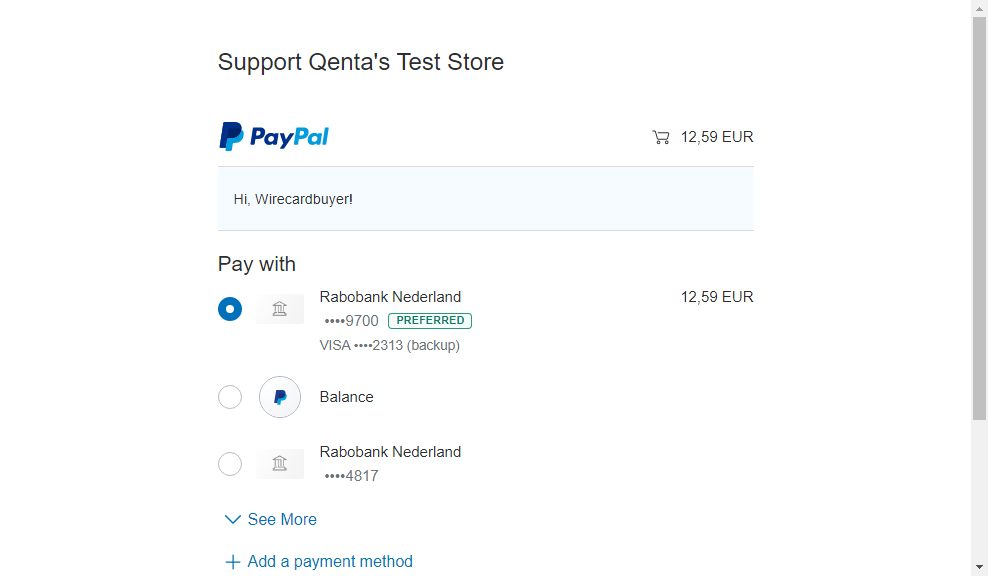 Support Qenta's Test Store
PayPal
12,59 EUR
Hi, Wirecardbuyer!
Pay with
Rabobank Nederland
12,59 EUR
••••9700 PREFERRED
VISA ••••2313 (backup)
Balance
Rabobank Nederland
••••4817
See More
Add a payment method